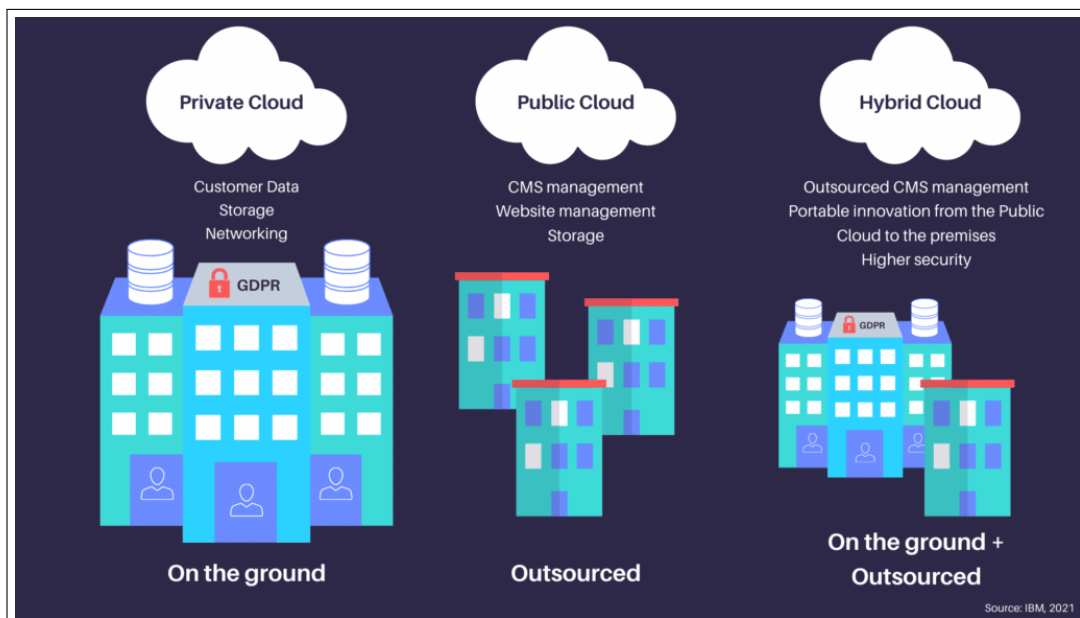 Private Cloud
Customer Data
Storage
Networking
GDPR
On the ground
Public Cloud
CMS management
Website management
Storage
Outsourced
Hybrid Cloud
Outsourced CMS management
Portable innovation from the Public
Cloud to the premises
Higher security
GDPR
On the ground +
Outsourced
Source: IBM, 2021